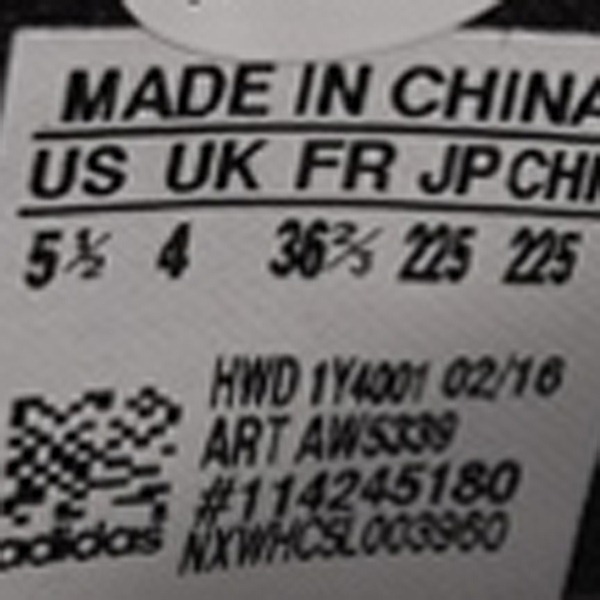 MADE IN CHINA
US UK FR JP CHN
5½ 4 36⅔ 225 225
HWD 1Y4001 02/16
ART AW5339
#114245180
NXWHC5L003960
adidas